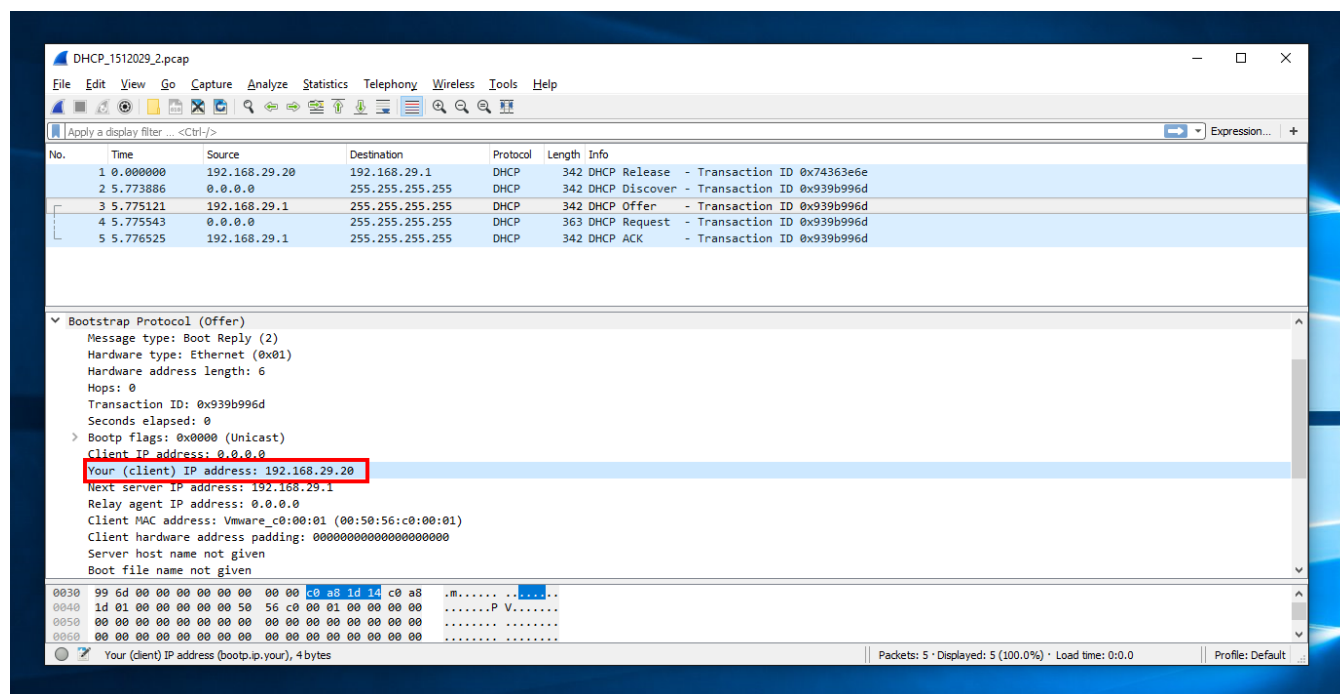 DHCP_1512029_2.pcap
File Edit View Go Capture Analyze Statistics Telephony Wireless Tools Help
Apply a display filter ... <Ctrl-/> Expression... +
No. Time Source Destination Protocol Length Info
1 0.000000 192.168.29.20 192.168.29.1 DHCP 342 DHCP Release - Transaction ID 0x74363e6e
2 5.773886 0.0.0.0 255.255.255.255 DHCP 342 DHCP Discover - Transaction ID 0x939b996d
3 5.775121 192.168.29.1 255.255.255.255 DHCP 342 DHCP Offer - Transaction ID 0x939b996d
4 5.775543 0.0.0.0 255.255.255.255 DHCP 363 DHCP Request - Transaction ID 0x939b996d
5 5.776525 192.168.29.1 255.255.255.255 DHCP 342 DHCP ACK - Transaction ID 0x939b996d
Bootstrap Protocol (Offer)
Message type: Boot Reply (2)
Hardware type: Ethernet (0x01)
Hardware address length: 6
Hops: 0
Transaction ID: 0x939b996d
Seconds elapsed: 0
Bootp flags: 0x0000 (Unicast)
Client IP address: 0.0.0.0
Your (client) IP address: 192.168.29.20
Next server IP address: 192.168.29.1
Relay agent IP address: 0.0.0.0
Client MAC address: Vmware_c0:00:01 (00:50:56:c0:00:01)
Client hardware address padding: 00000000000000000000
Server host name not given
Boot file name not given
0030 99 6d 00 00 00 00 00 00 00 00 c0 a8 1d 14 c0 a8 .m...... ........
0040 1d 01 00 00 00 00 00 50 56 c0 00 01 00 00 00 00 .......P V.......
0050 00 00 00 00 00 00 00 00 00 00 00 00 00 00 00 00 ........ ........
0060 00 00 00 00 00 00 00 00 00 00 00 00 00 00 00 00 ........ ........
Your (client) IP address (bootp.ip.your), 4 bytes Packets: 5 · Displayed: 5 (100.0%) · Load time: 0:0.0 Profile: Default